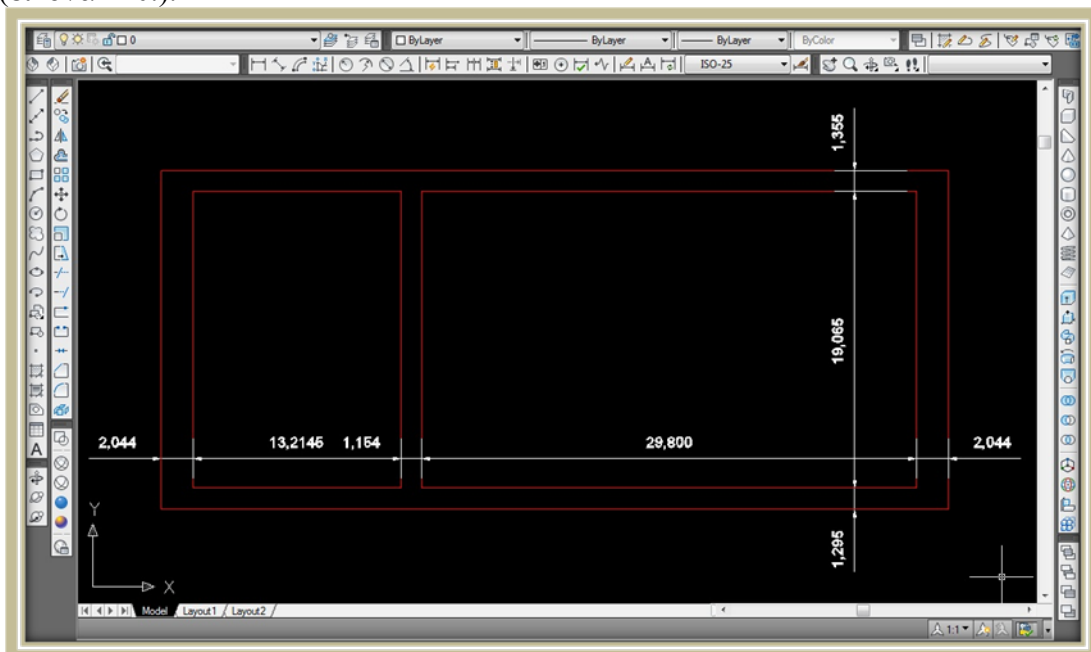 0 ByLayer ByLayer ByLayer ByColor
ISO-25
1,355
19,065
2,044 13,2145 1,154 29,800 2,044
1,295
Y
X
A
Model Layout1 Layout2
1:1